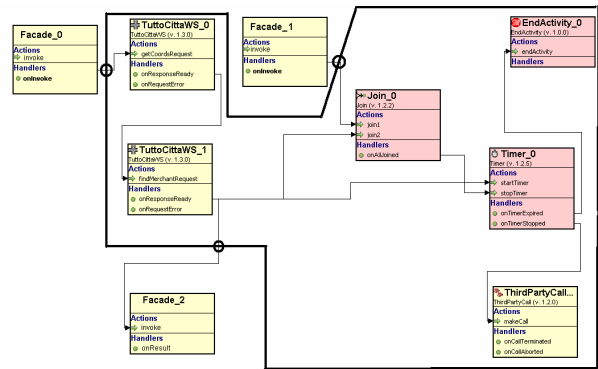 Facade_0
Actions
invoke
Handlers
onInvoke
TuttoCittaWS_0
TuttoCittaWS (v. 1.3.0)
Actions
getCoordsRequest
Handlers
onResponseReady
onRequestError
Facade_1
Actions
invoke
Handlers
onInvoke
EndActivity_0
EndActivity (v. 1.0.0)
Actions
endActivity
Handlers
Join_0
Join (v. 1.2.2)
Actions
join1
join2
Handlers
onAllJoined
TuttoCittaWS_1
TuttoCittaWS (v. 1.3.0)
Actions
findMerchantRequest
Handlers
onResponseReady
onRequestError
Timer_0
Timer (v. 1.2.5)
Actions
startTimer
stopTimer
Handlers
onTimerExpired
onTimerStopped
Facade_2
Actions
invoke
Handlers
onResult
ThirdPartyCall...
ThirdPartyCall (v. 1.2.0)
Actions
makeCall
Handlers
onCallTerminated
onCallAborted